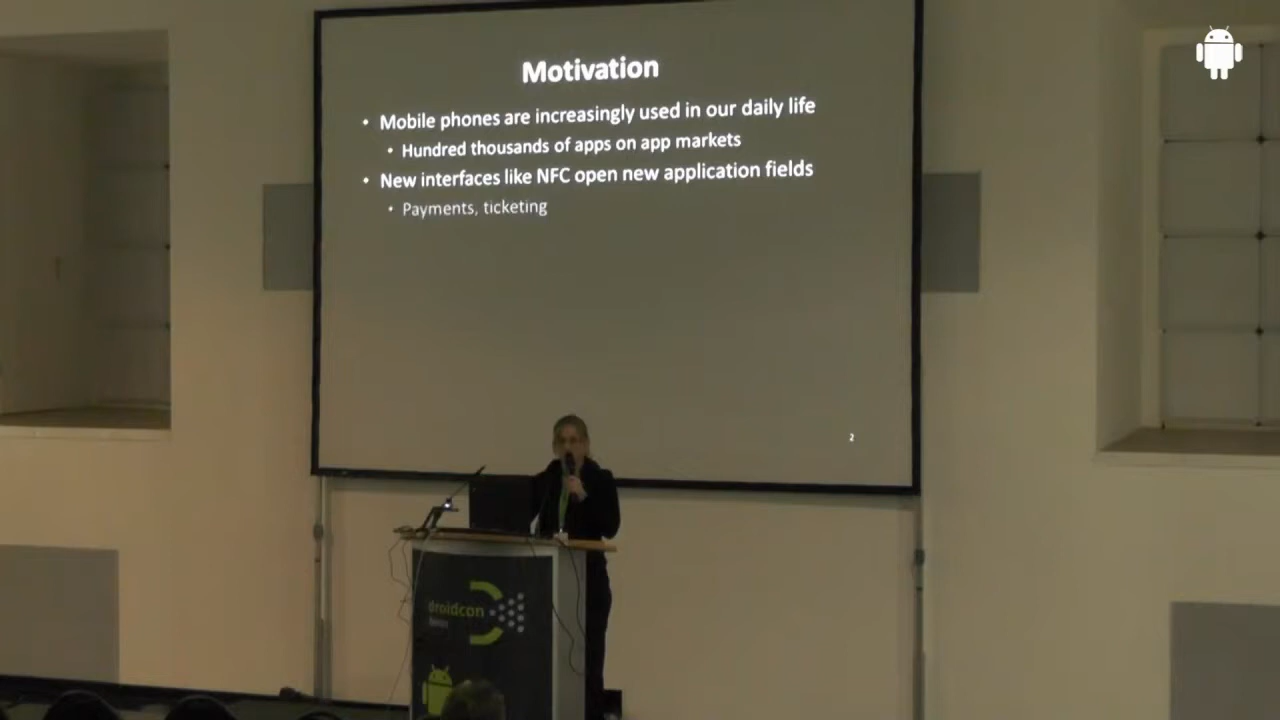 Motivation
• Mobile phones are increasingly used in our daily life
• Hundred thousands of apps on app markets
• New interfaces like NFC open new application fields
• Payments, ticketing
2
droidcon